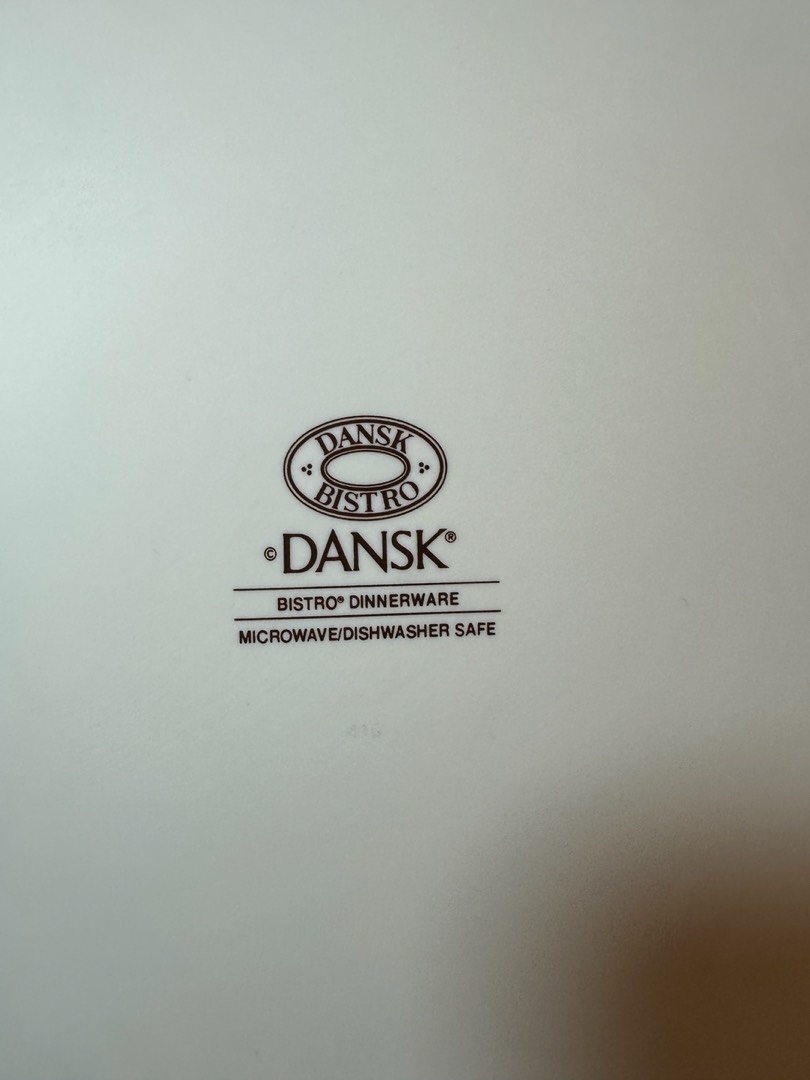 DANSK
BISTRO
©DANSK®
BISTRO® DINNERWARE
MICROWAVE/DISHWASHER SAFE